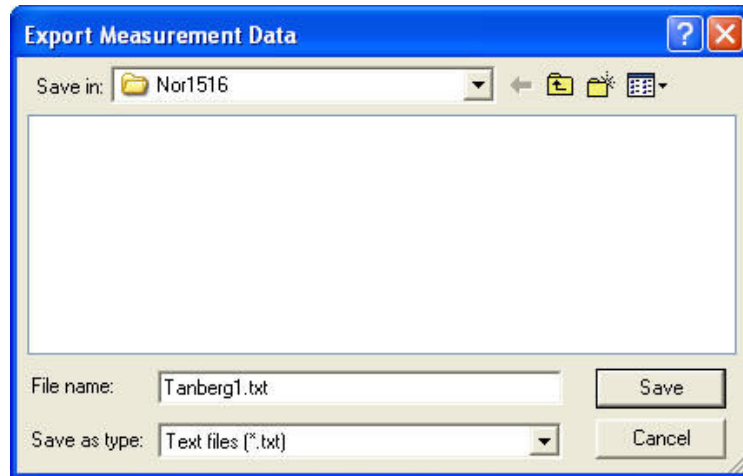 Export Measurement Data
Save in: Nor1516
File name: Tanberg1.txt Save
Save as type: Text files (*.txt) Cancel